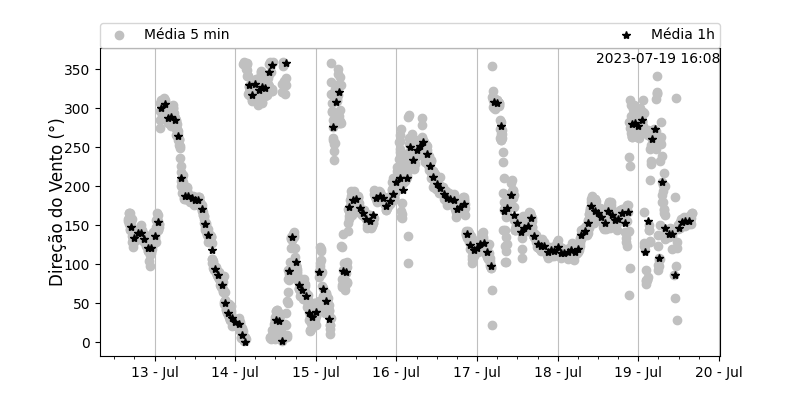 Média 5 min
Média 1h
2023-07-19 16:08
Direção do Vento (°)
350
300
250
200
150
100
50
0
13 - Jul
14 - Jul
15 - Jul
16 - Jul
17 - Jul
18 - Jul
19 - Jul
20 - Jul